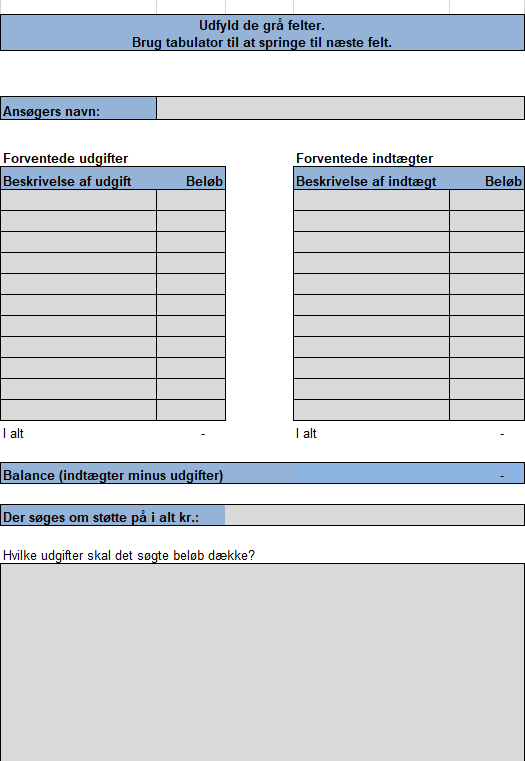 Udfyld de grå felter.
Brug tabulator til at springe til næste felt.
Ansøgers navn:
Forventede udgifter
Beskrivelse af udgift Beløb
I alt -
Forventede indtægter
Beskrivelse af indtægt Beløb
I alt -
Balance (indtægter minus udgifter) -
Der søges om støtte på i alt kr.:
Hvilke udgifter skal det søgte beløb dække?